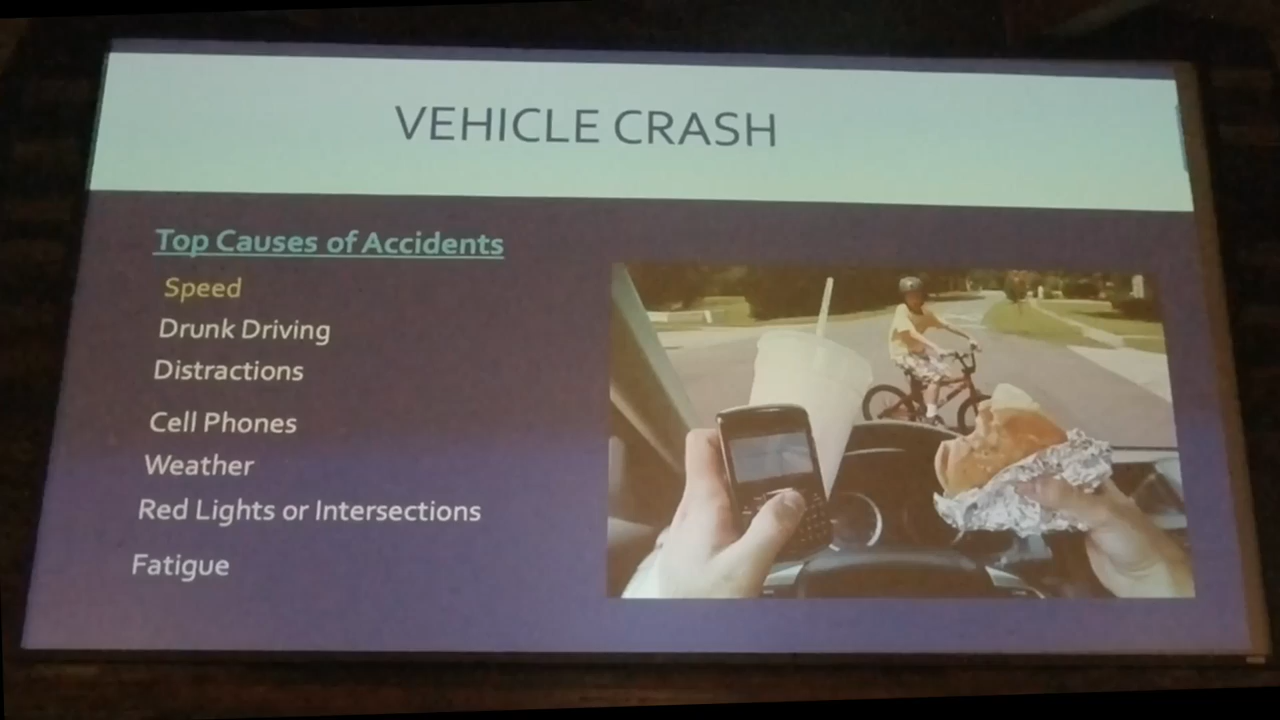 VEHICLE CRASH
Top Causes of Accidents
Speed
Drunk Driving
Distractions
Cell Phones
Weather
Red Lights or Intersections
Fatigue